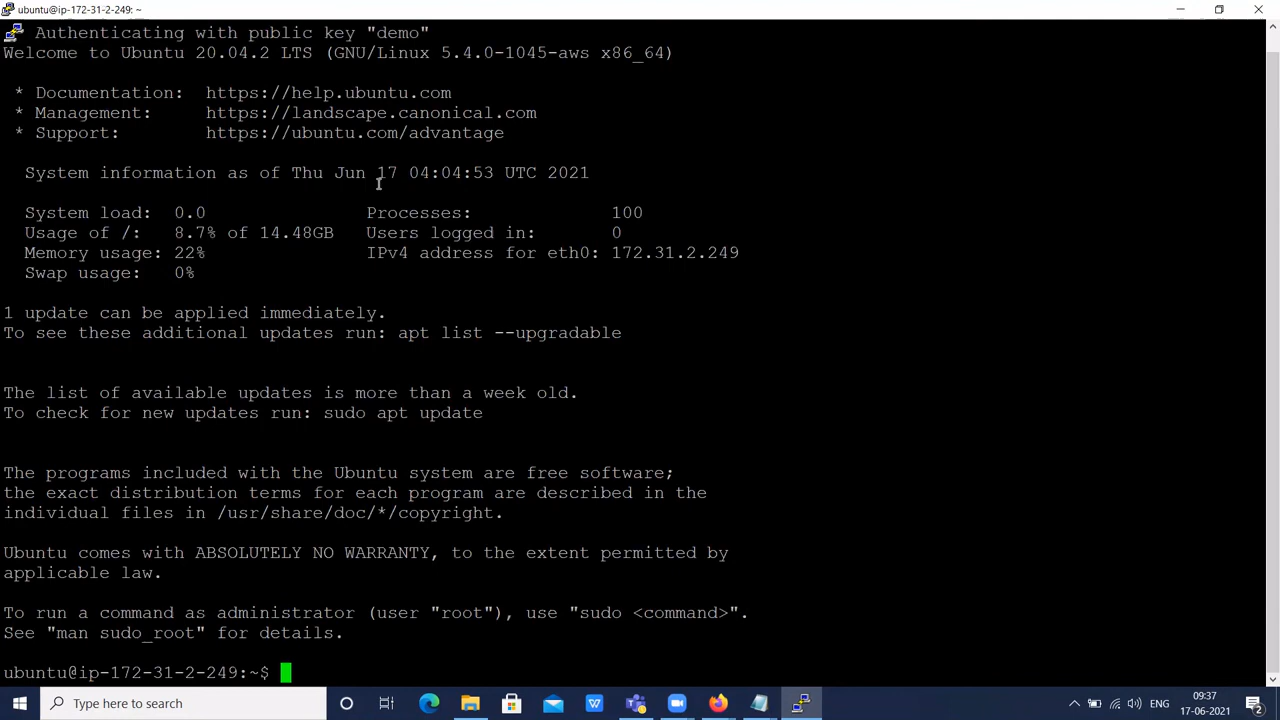 ubuntu@ip-172-31-2-249: ~
Authenticating with public key "demo"
Welcome to Ubuntu 20.04.2 LTS (GNU/Linux 5.4.0-1045-aws x86_64)
* Documentation: https://help.ubuntu.com
* Management: https://landscape.canonical.com
* Support: https://ubuntu.com/advantage
System information as of Thu Jun 17 04:04:53 UTC 2021
System load: 0.0 Processes: 100
Usage of /: 8.7% of 14.48GB Users logged in: 0
Memory usage: 22% IPv4 address for eth0: 172.31.2.249
Swap usage: 0%
1 update can be applied immediately.
To see these additional updates run: apt list --upgradable
The list of available updates is more than a week old.
To check for new updates run: sudo apt update
The programs included with the Ubuntu system are free software;
the exact distribution terms for each program are described in the
individual files in /usr/share/doc/*/copyright.
Ubuntu comes with ABSOLUTELY NO WARRANTY, to the extent permitted by
applicable law.
To run a command as administrator (user "root"), use "sudo <command>".
See "man sudo_root" for details.
ubuntu@ip-172-31-2-249:~$
Type here to search
ENG
09:37
17-06-2021
2